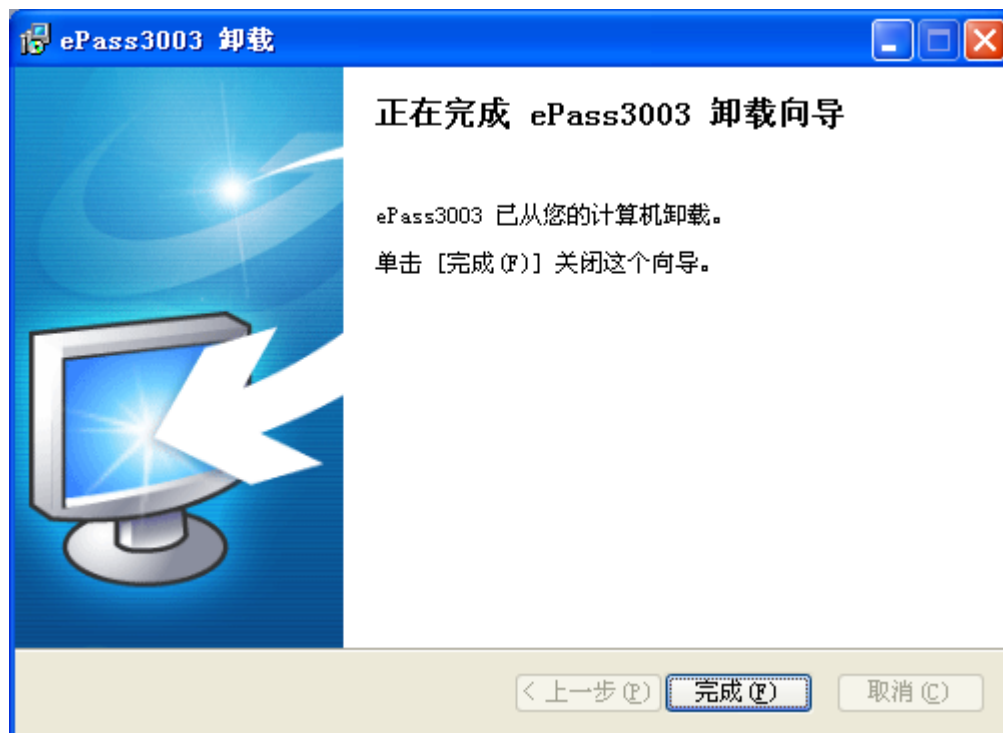 ePass3003 卸载
正在完成 ePass3003 卸载向导
ePass3003 已从您的计算机卸载。
单击 [完成(F)] 关闭这个向导。
< 上一步(P) 完成(F) 取消(C)